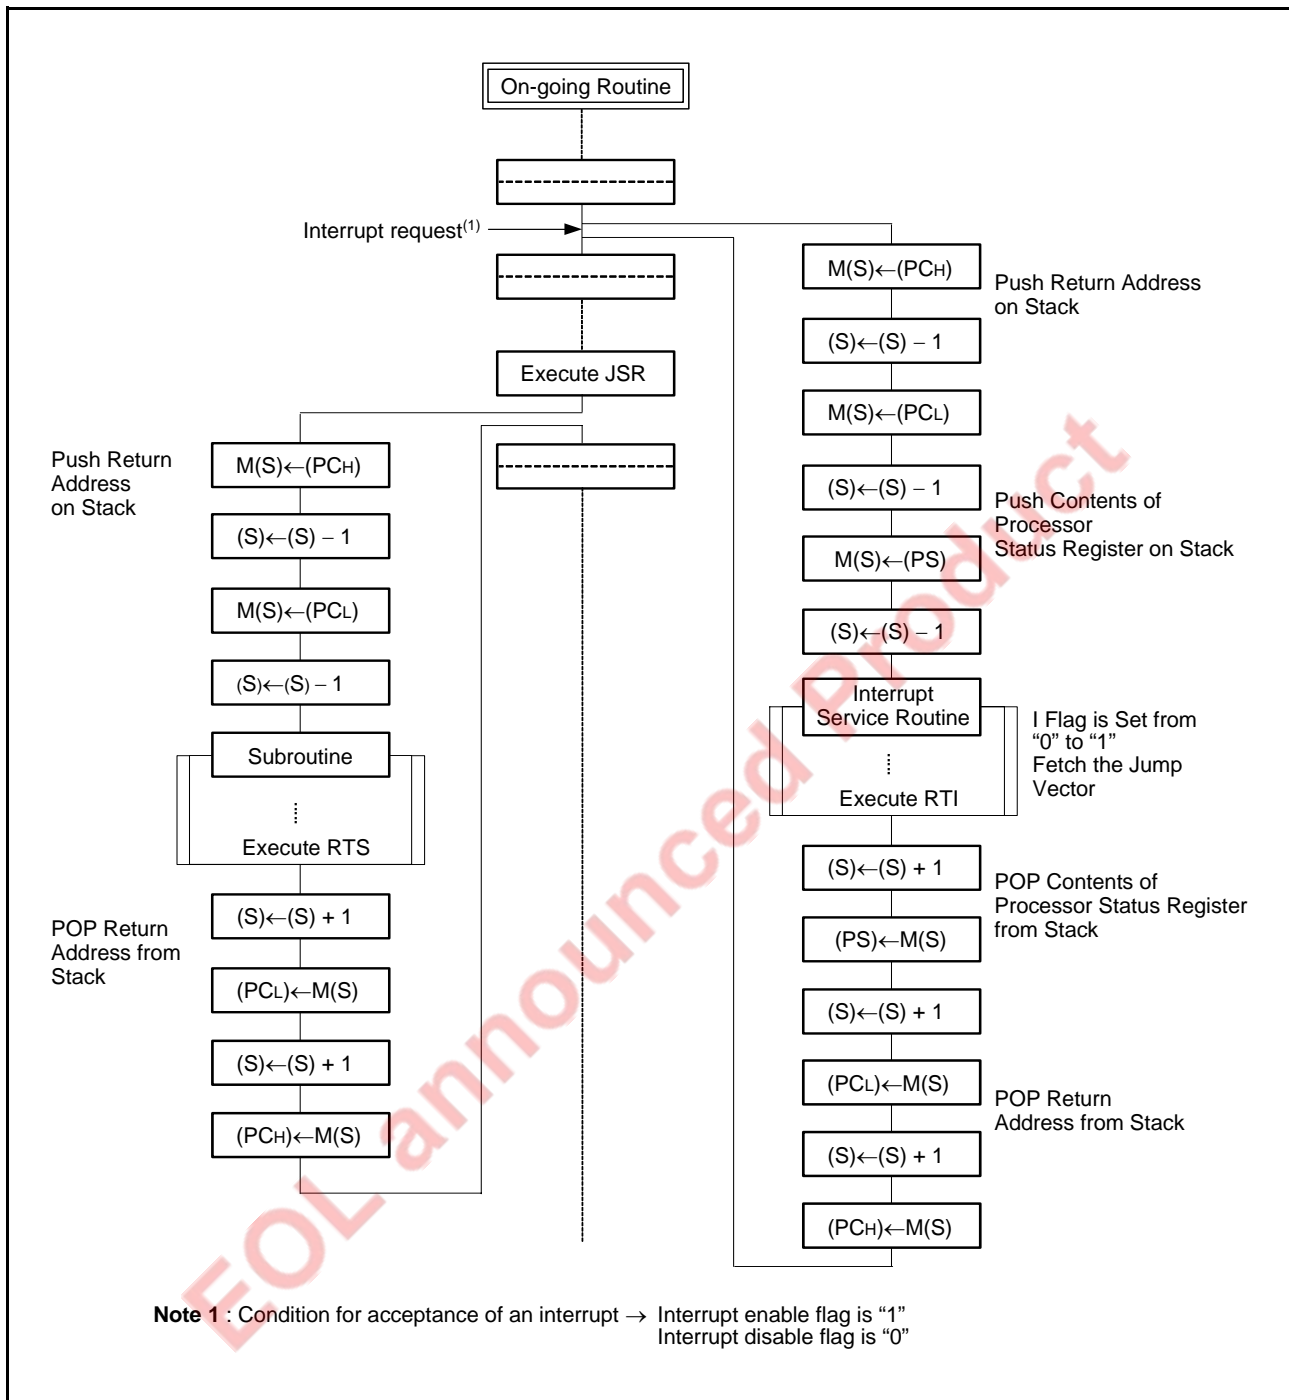 On-going Routine
Interrupt request(1)
Execute JSR
Push Return
Address
on Stack
M(S)←(PCH)
(S)←(S) – 1
M(S)←(PCL)
(S)←(S) – 1
Subroutine
Execute RTS
POP Return
Address from
Stack
(S)←(S) + 1
(PCL)←M(S)
(S)←(S) + 1
(PCH)←M(S)
M(S)←(PCH)
Push Return Address
on Stack
(S)←(S) – 1
M(S)←(PCL)
(S)←(S) – 1
Push Contents of
Processor
Status Register on Stack
M(S)←(PS)
(S)←(S) – 1
Interrupt
Service Routine
I Flag is Set from
“0” to “1”
Fetch the Jump
Vector
Execute RTI
(S)←(S) + 1
POP Contents of
Processor Status Register
from Stack
(PS)←M(S)
(S)←(S) + 1
(PCL)←M(S)
POP Return
Address from Stack
(S)←(S) + 1
(PCH)←M(S)
Note 1 : Condition for acceptance of an interrupt → Interrupt enable flag is “1”
Interrupt disable flag is “0”
EOL announced Product